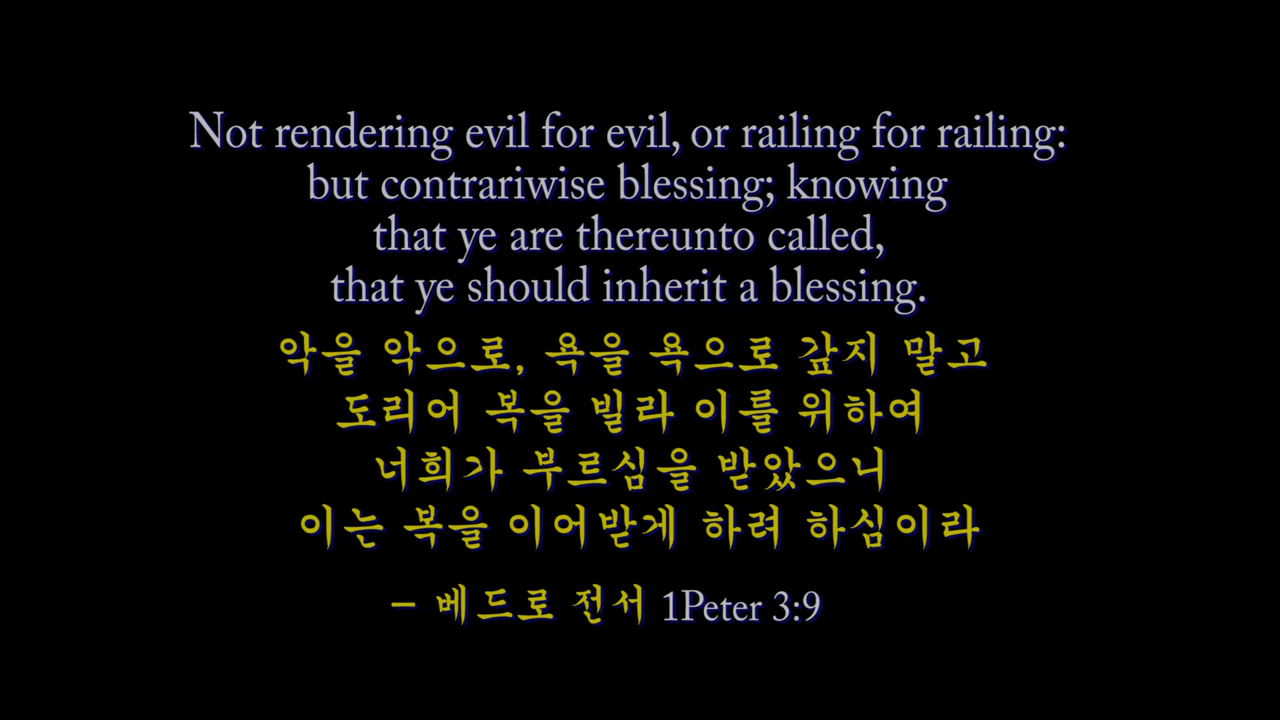 Not rendering evil for evil, or railing for railing:
but contrariwise blessing; knowing
that ye are thereunto called,
that ye should inherit a blessing.
악을 악으로, 욕을 욕으로 갚지 말고
도리어 복을 빌라 이를 위하여
너희가 부르심을 받았으니
이는 복을 이어받게 하려 하심이라
- 베드로 전서 1Peter 3:9